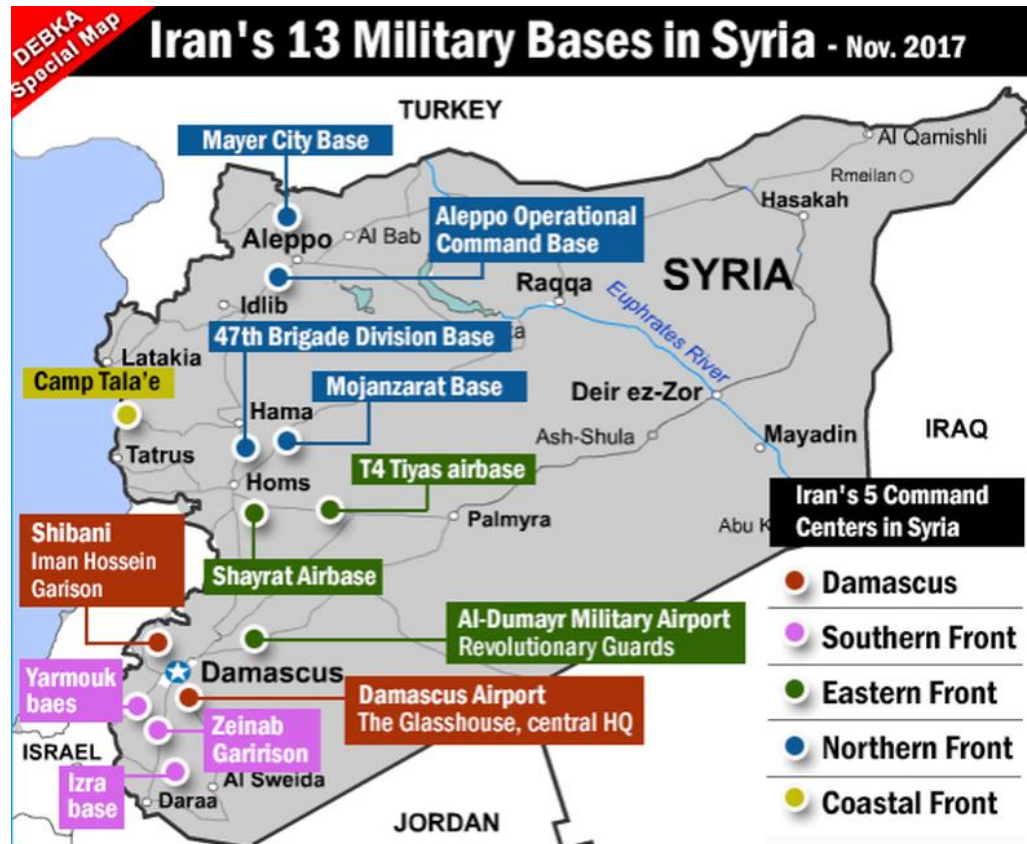 DEBKA
Special Map
Iran's 13 Military Bases in Syria - Nov. 2017
TURKEY
Mayer City Base
Al Qamishli
Rmeilan
Hasakah
Aleppo Operational
Command Base
Aleppo
Al Bab
SYRIA
Raqqa
Idlib
Euphrates River
47th Brigade Division Base
Latakia
Camp Tala'e
Mojanzarat Base
Deir ez-Zor
Hama
Ash-Shula
Mayadin
IRAQ
Tatrus
T4 Tiyas airbase
Homs
Palmyra
Abu
Iran's 5 Command
Centers in Syria
Shibani
Iman Hossein
Garison
Shayrat Airbase
Damascus
Southern Front
Eastern Front
Northern Front
Coastal Front
Al-Dumayr Military Airport
Revolutionary Guards
Damascus
Yarmouk
baes
Damascus Airport
The Glasshouse, central HQ
Zeinab
Garirison
ISRAEL
Izra
base
Al Sweida
Daraa
JORDAN